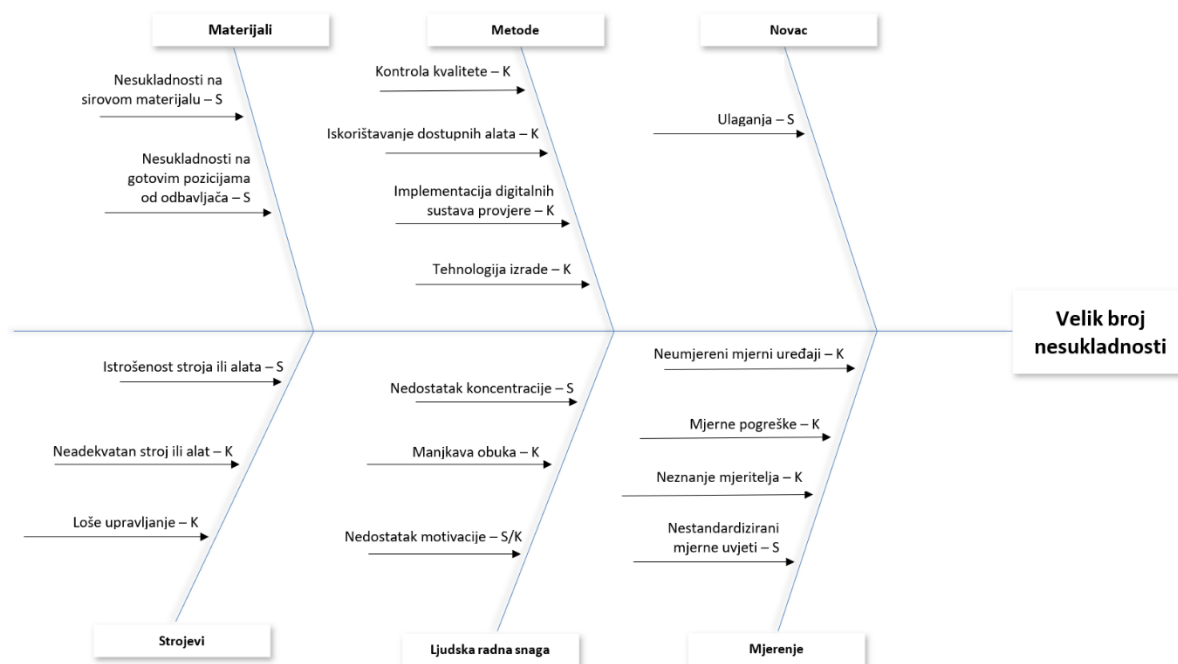 Materijali
Metode
Novac
Nesukladnosti na
sirovom materijalu – S
Nesukladnosti na
gotovim pozicijama
od odbavljača – S
Kontrola kvalitete – K
Iskorištavanje dostupnih alata – K
Implementacija digitalnih
sustava provjere – K
Tehnologija izrade – K
Ulaganja – S
Velik broj
nesukladnosti
Istrošenost stroja ili alata – S
Neadekvatan stroj ili alat – K
Loše upravljanje – K
Nedostatak koncentracije – S
Manjkava obuka – K
Nedostatak motivacije – S/K
Neumjereni mjerni uređaji – K
Mjerne pogreške – K
Neznanje mjeritelja – K
Nestandardizirani
mjerne uvjeti – S
Strojevi
Ljudska radna snaga
Mjerenje